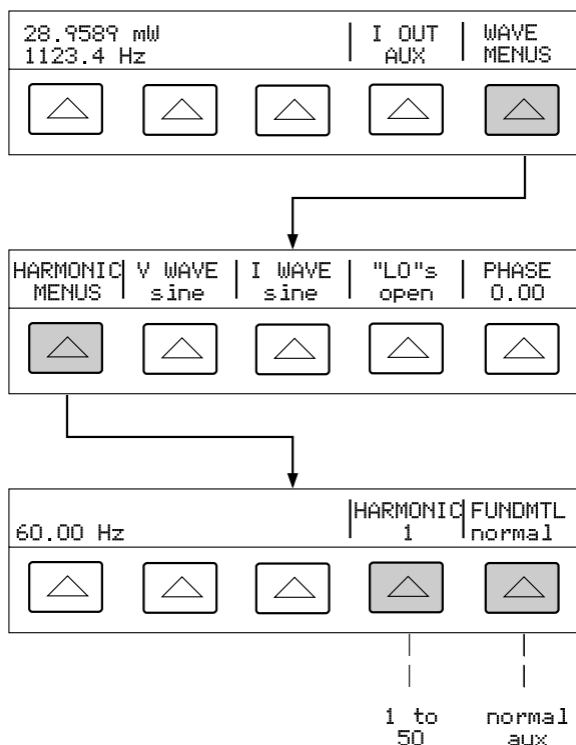 28.9589 mW
1123.4 Hz
I OUT
AUX
WAVE
MENUS
HARMONIC
MENUS
V WAVE
sine
I WAVE
sine
"LO"s
open
PHASE
0.00
60.00 Hz
HARMONIC
1
FUNDMTL
normal
1 to
50
normal
aux